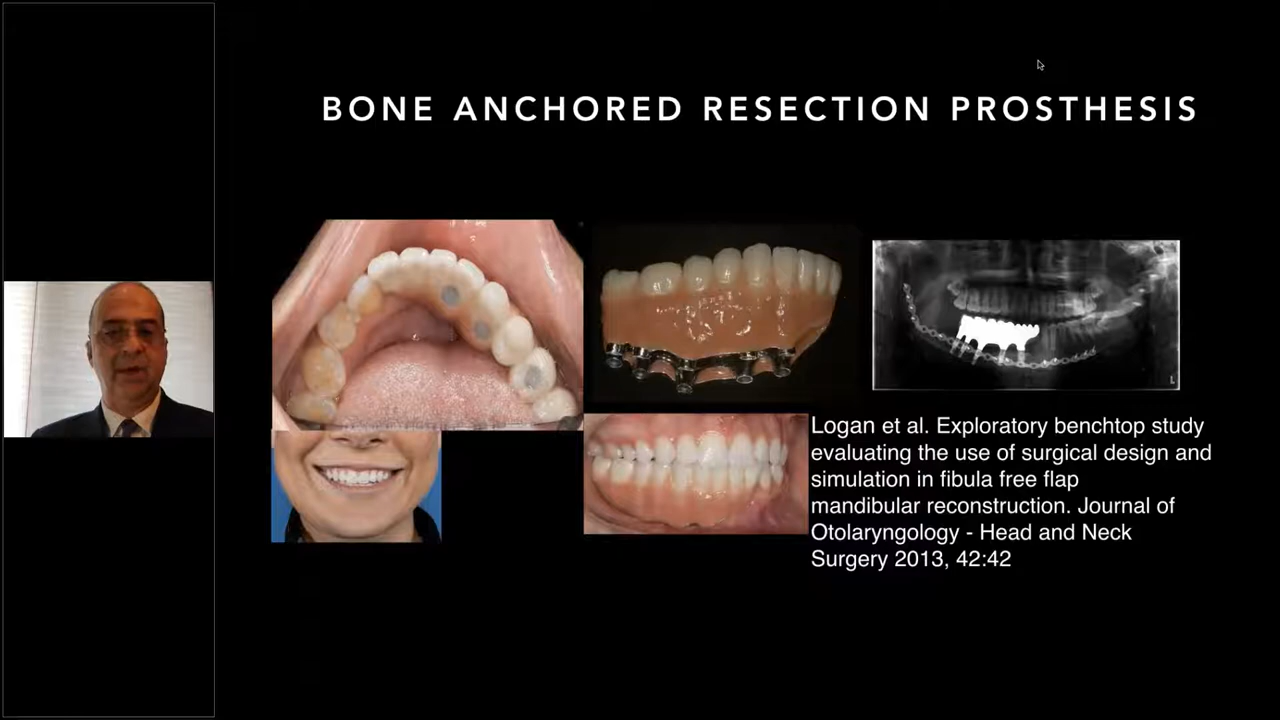 BONE ANCHORED RESECTION PROSTHESIS
Logan et al. Exploratory benchtop study
evaluating the use of surgical design and
simulation in fibula free flap
mandibular reconstruction. Journal of
Otolaryngology - Head and Neck
Surgery 2013, 42:42
L